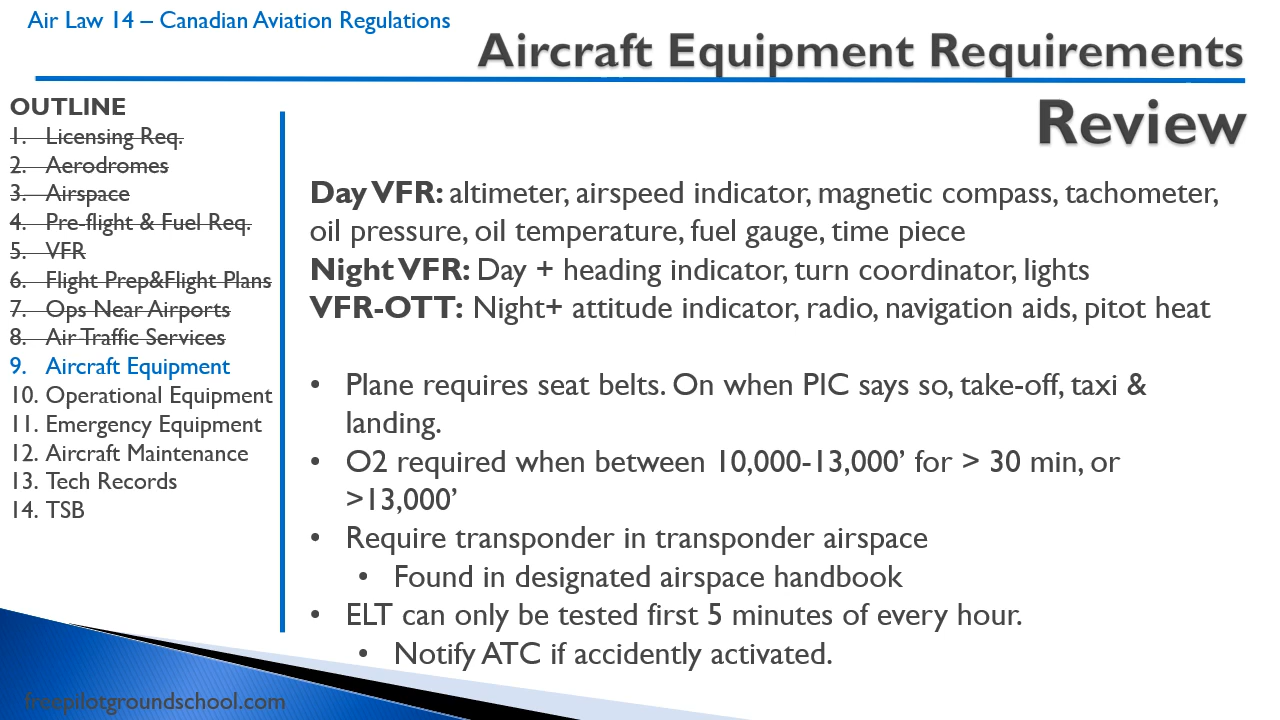 Air Law 14 – Canadian Aviation Regulations
Aircraft Equipment Requirements
Review
OUTLINE
1. Licensing Req.
2. Aerodromes
3. Airspace
4. Pre-flight & Fuel Req.
5. VFR
6. Flight Prep&Flight Plans
7. Ops Near Airports
8. Air Traffic Services
9. Aircraft Equipment
10. Operational Equipment
11. Emergency Equipment
12. Aircraft Maintenance
13. Tech Records
14. TSB
Day VFR: altimeter, airspeed indicator, magnetic compass, tachometer,
oil pressure, oil temperature, fuel gauge, time piece
Night VFR: Day + heading indicator, turn coordinator, lights
VFR-OTT: Night+ attitude indicator, radio, navigation aids, pitot heat
• Plane requires seat belts. On when PIC says so, take-off, taxi &
landing.
• O2 required when between 10,000-13,000’ for > 30 min, or
>13,000’
• Require transponder in transponder airspace
• Found in designated airspace handbook
• ELT can only be tested first 5 minutes of every hour.
• Notify ATC if accidently activated.
freepilotgroundschool.com